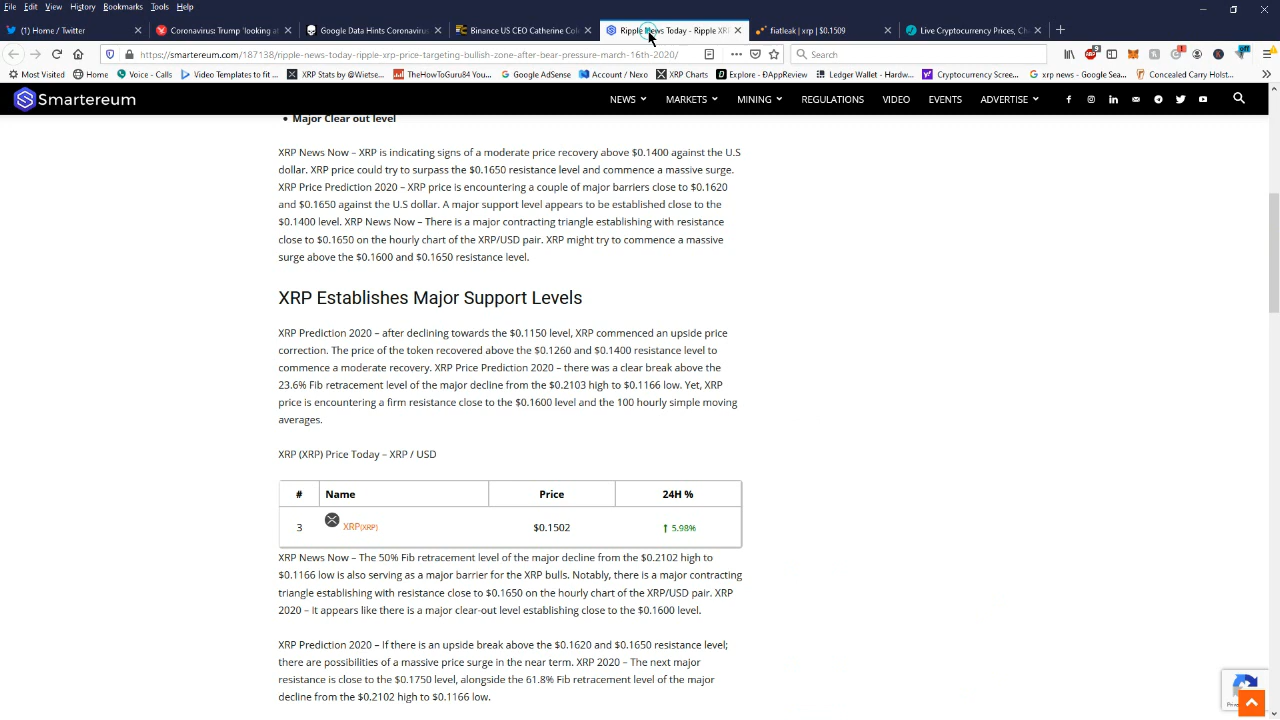 File Edit View History Bookmarks Tools Help
(1) Home / Twitter
Coronavirus: Trump 'looking at
Google Data Hints Coronavirus
Binance US CEO Catherine Col
Ripple News Today - Ripple XR
fiatleak | xrp | $0.1509
Live Cryptocurrency Prices, Ch
https://smartereum.com/187138/ripple-news-today-ripple-xrp-price-targeting-bullish-zone-after-bear-pressure-march-16th-2020/
Search
Most Visited Home Voice - Calls Video Templates to fit ... XRP Stats by @Wietse... TheHowToGuru84 You... Google AdSense Account / Nexo XRP Charts Explore - ÐAppReview Ledger Wallet - Hardw... Cryptocurrency Scree... xrp news - Google Sea... Concealed Carry Holst...
Smartereum
NEWS MARKETS MINING REGULATIONS VIDEO EVENTS ADVERTISE
• Major Clear out level
XRP News Now – XRP is indicating signs of a moderate price recovery above $0.1400 against the U.S
dollar. XRP price could try to surpass the $0.1650 resistance level and commence a massive surge.
XRP Price Prediction 2020 – XRP price is encountering a couple of major barriers close to $0.1620
and $0.1650 against the U.S dollar. A major support level appears to be established close to the
$0.1400 level. XRP News Now – There is a major contracting triangle establishing with resistance
close to $0.1650 on the hourly chart of the XRP/USD pair. XRP might try to commence a massive
surge above the $0.1600 and $0.1650 resistance level.
XRP Establishes Major Support Levels
XRP Prediction 2020 – after declining towards the $0.1150 level, XRP commenced an upside price
correction. The price of the token recovered above the $0.1260 and $0.1400 resistance level to
commence a moderate recovery. XRP Price Prediction 2020 – there was a clear break above the
23.6% Fib retracement level of the major decline from the $0.2103 high to $0.1166 low. Yet, XRP
price is encountering a firm resistance close to the $0.1600 level and the 100 hourly simple moving
averages.
XRP (XRP) Price Today – XRP / USD
# Name Price 24H %
3 XRP(XRP) $0.1502 ↑ 5.98%
XRP News Now – The 50% Fib retracement level of the major decline from the $0.2102 high to
$0.1166 low is also serving as a major barrier for the XRP bulls. Notably, there is a major contracting
triangle establishing with resistance close to $0.1650 on the hourly chart of the XRP/USD pair. XRP
2020 – It appears like there is a major clear-out level establishing close to the $0.1600 level.
XRP Prediction 2020 – If there is an upside break above the $0.1620 and $0.1650 resistance level;
there are possibilities of a massive price surge in the near term. XRP 2020 – The next major
resistance is close to the $0.1750 level, alongside the 61.8% Fib retracement level of the major
decline from the $0.2102 high to $0.1166 low.